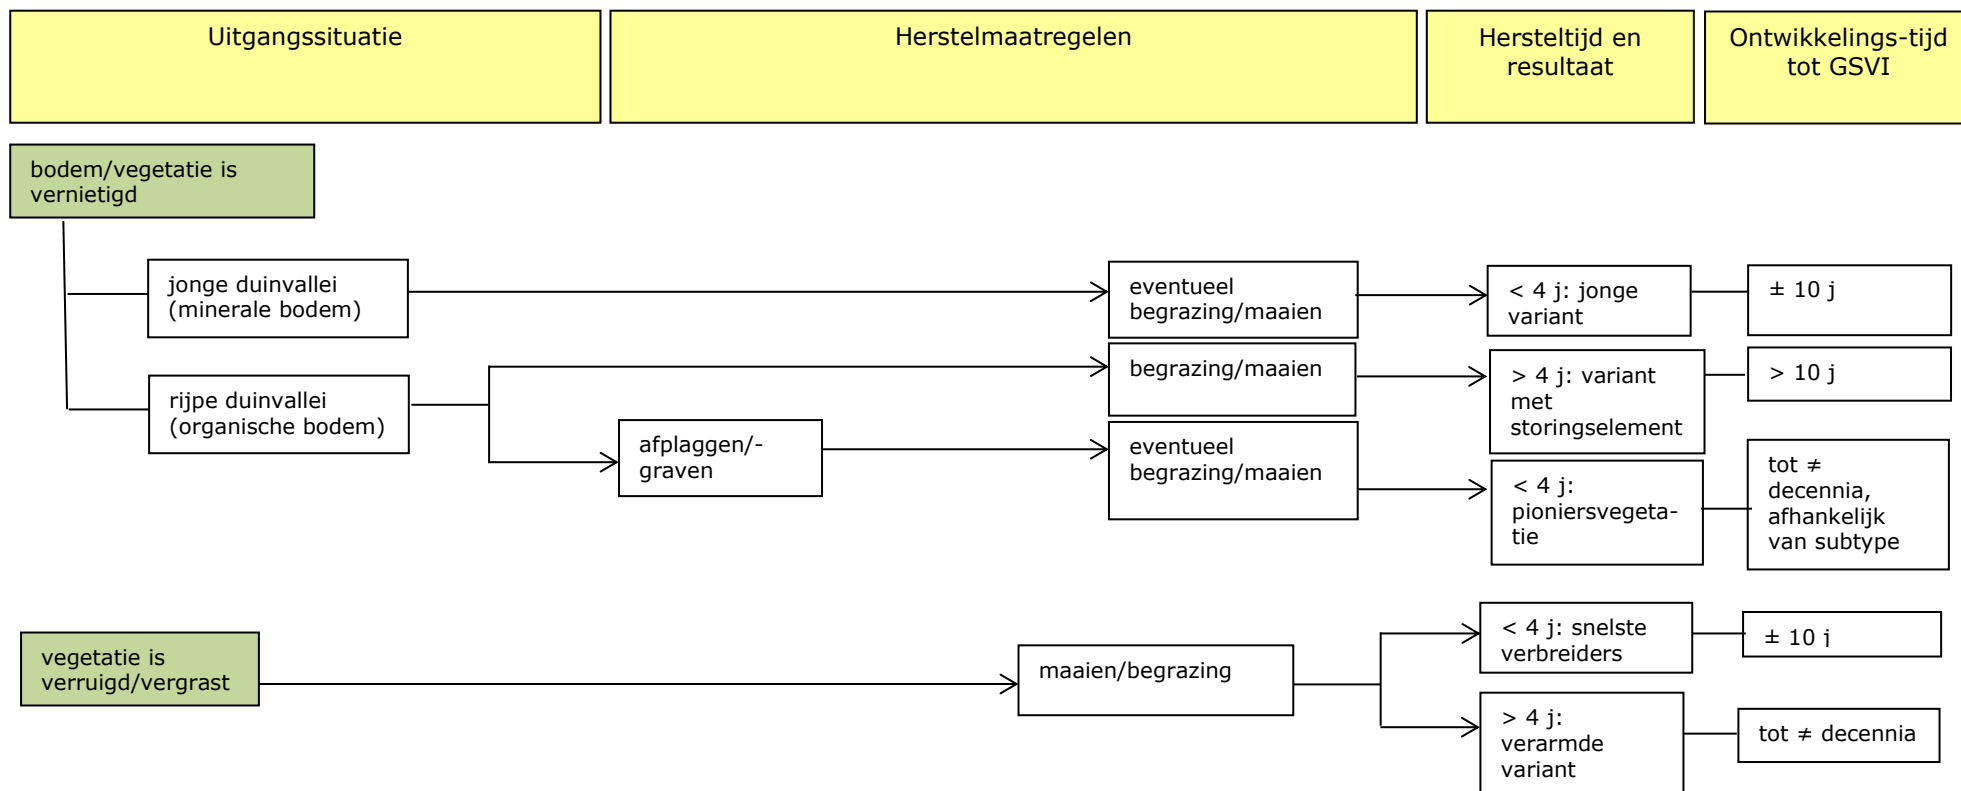 Uitgangssituatie
Herstelmaatregelen
Hersteltijd en
resultaat
Ontwikkelings-tijd
tot GSVI
bodem/vegetatie is
vernietigd
jonge duinvallei
(minerale bodem)
eventueel
begrazing/maaien
< 4 j: jonge
variant
± 10 j
rijpe duinvallei
(organische bodem)
begrazing/maaien
> 4 j: variant
met
storingselement
> 10 j
afplaggen/-
graven
eventueel
begrazing/maaien
< 4 j:
pioniersvegeta-
tie
tot ≠
decennia,
afhankelijk
van subtype
vegetatie is
verruigd/vergrast
maaien/begrazing
< 4 j: snelste
verbreiders
± 10 j
> 4 j:
verarmde
variant
tot ≠ decennia